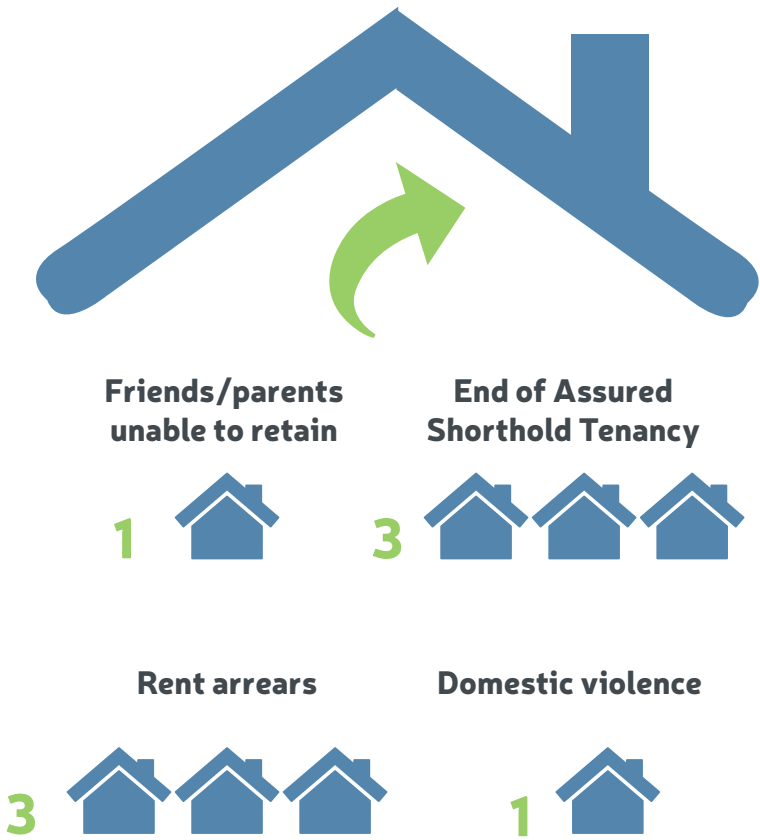 Friends/parents
unable to retain
1
End of Assured
Shorthold Tenancy
3
Rent arrears
3
Domestic violence
1